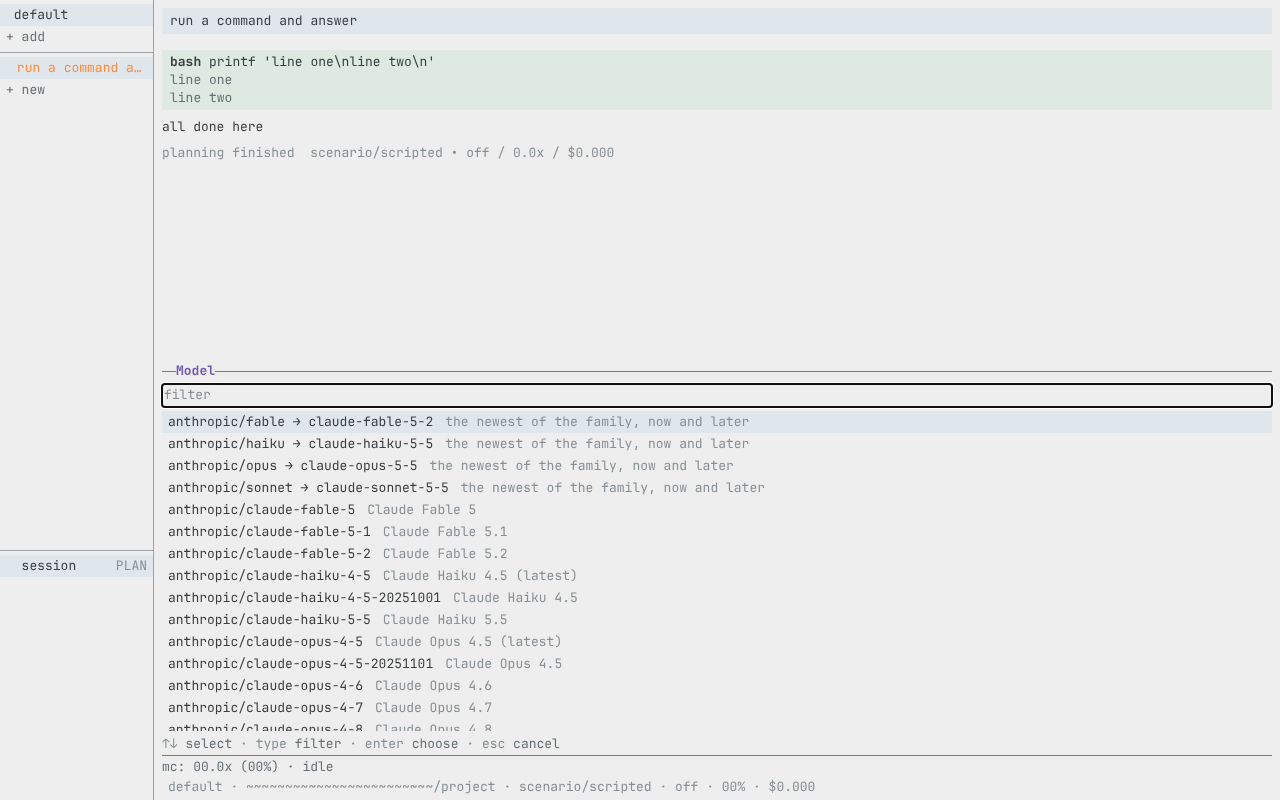 default
+ add
run a command a…
+ new
session PLAN
run a command and answer
bash printf 'line one\nline two\n'
line one
line two
all done here
planning finished  scenario/scripted • off / 0.0x / $0.000
Model
filter
anthropic/fable → claude-fable-5-2 the newest of the family, now and later
anthropic/haiku → claude-haiku-5-5 the newest of the family, now and later
anthropic/opus → claude-opus-5-5 the newest of the family, now and later
anthropic/sonnet → claude-sonnet-5-5 the newest of the family, now and later
anthropic/claude-fable-5 Claude Fable 5
anthropic/claude-fable-5-1 Claude Fable 5.1
anthropic/claude-fable-5-2 Claude Fable 5.2
anthropic/claude-haiku-4-5 Claude Haiku 4.5 (latest)
anthropic/claude-haiku-4-5-20251001 Claude Haiku 4.5
anthropic/claude-haiku-5-5 Claude Haiku 5.5
anthropic/claude-opus-4-5 Claude Opus 4.5 (latest)
anthropic/claude-opus-4-5-20251101 Claude Opus 4.5
anthropic/claude-opus-4-6 Claude Opus 4.6
anthropic/claude-opus-4-7 Claude Opus 4.7
anthropic/claude-opus-4-8 Claude Opus 4.8
↑↓ select · type filter · enter choose · esc cancel
mc: 00.0x (00%) · idle
default · ~~~~~~~~~~~~~~~~~~~~~~~~/project · scenario/scripted · off · 00% · $0.000